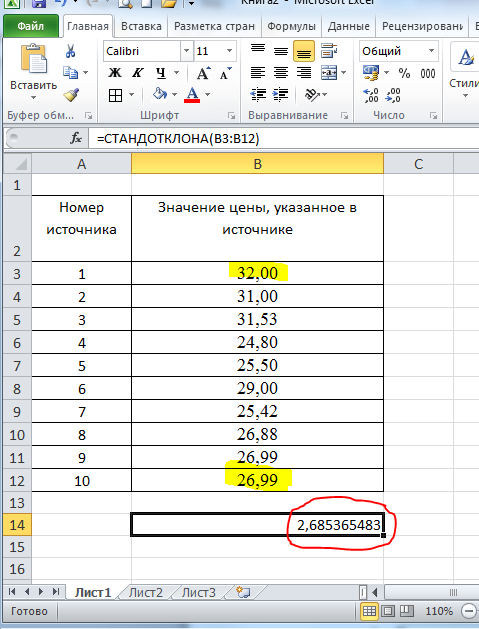 Книга2 - Microsoft Excel
Файл Главная Вставка Разметка стран Формулы Данные Рецензировани
Вставить
Calibri 11
Ж К Ч
Общий
% 000
Стили
Буфер обм... Шрифт Выравнивание Число
fx =СТАНДОТКЛОНА(B3:B12)
A B C
1
2 Номер источника Значение цены, указанное в источнике
3 1 32,00
4 2 31,00
5 3 31,53
6 4 24,80
7 5 25,50
8 6 29,00
9 7 25,42
10 8 26,88
11 9 26,99
12 10 26,99
13
14 2,685365483
15
16
Лист1 Лист2 Лист3
Готово 110%